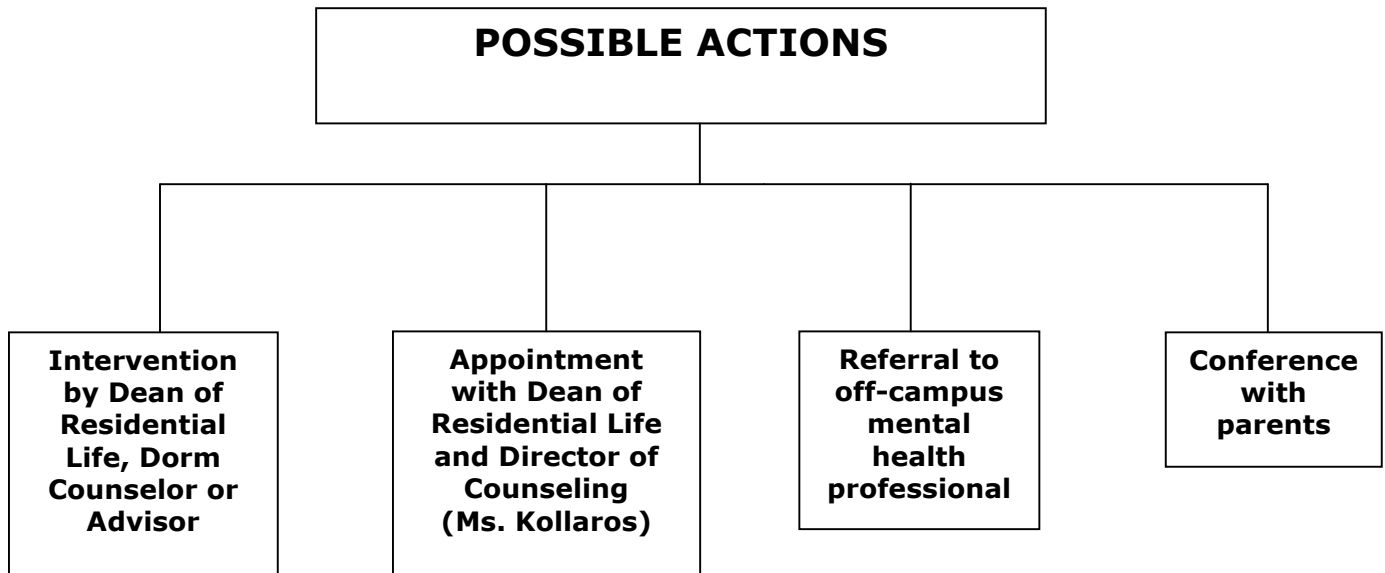 POSSIBLE ACTIONS
Intervention
by Dean of
Residential
Life, Dorm
Counselor or
Advisor
Appointment
with Dean of
Residential Life
and Director of
Counseling
(Ms. Kollaros)
Referral to
off-campus
mental
health
professional
Conference
with
parents